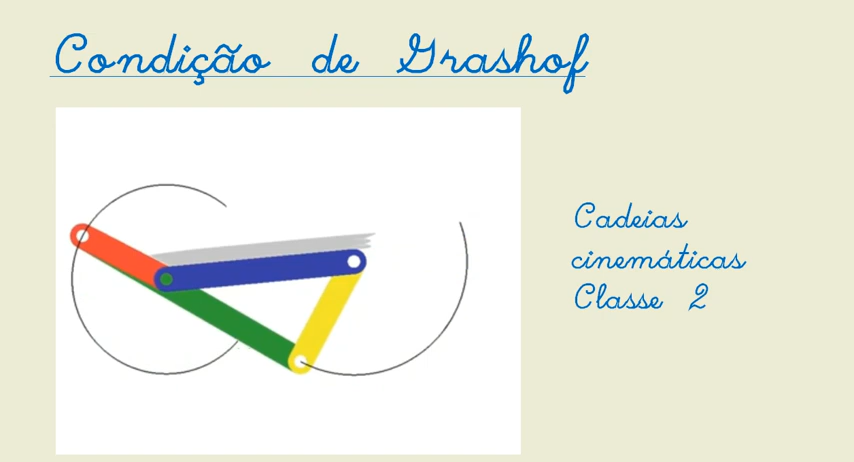 Condição de Grashof
Cadeias
cinemáticas
Classe 2